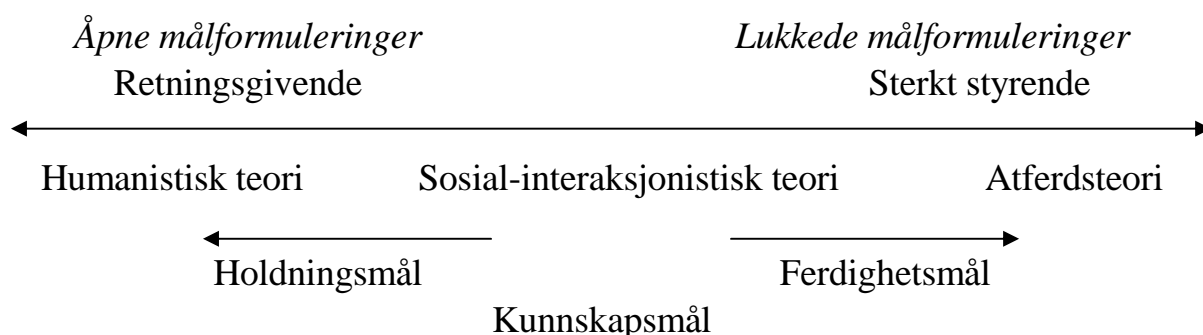 Åpne målformuleringer Lukkede målformuleringer
Retningsgivende Sterkt styrende
Humanistisk teori Sosial-interaksjonistisk teori Atferdsteori
Holdningsmål Ferdighetsmål
Kunnskapsmål